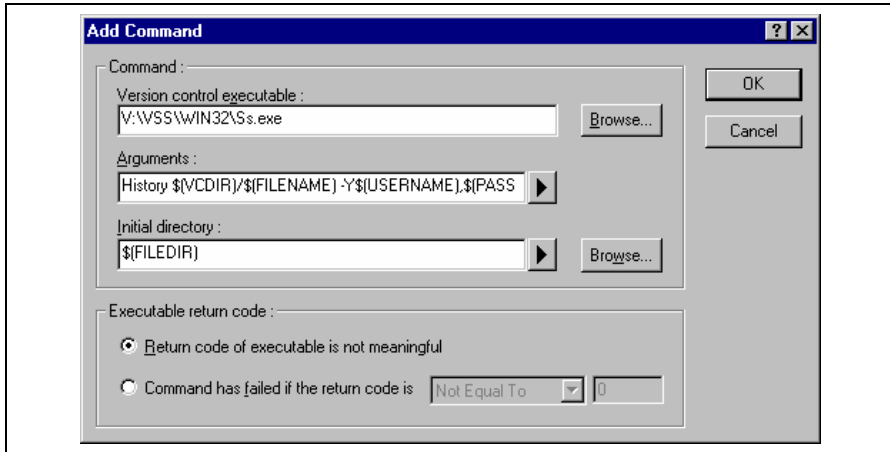 Add Command
Command :
Version control executable :
V:\VSS\WIN32\Ss.exe
Browse...
Arguments :
History $(VCDIR)/$(FILENAME) -Y$(USERNAME),$(PASS
Initial directory :
$(FILEDIR)
Browse...
OK
Cancel
Executable return code :
Return code of executable is not meaningful
Command has failed if the return code is
Not Equal To
0